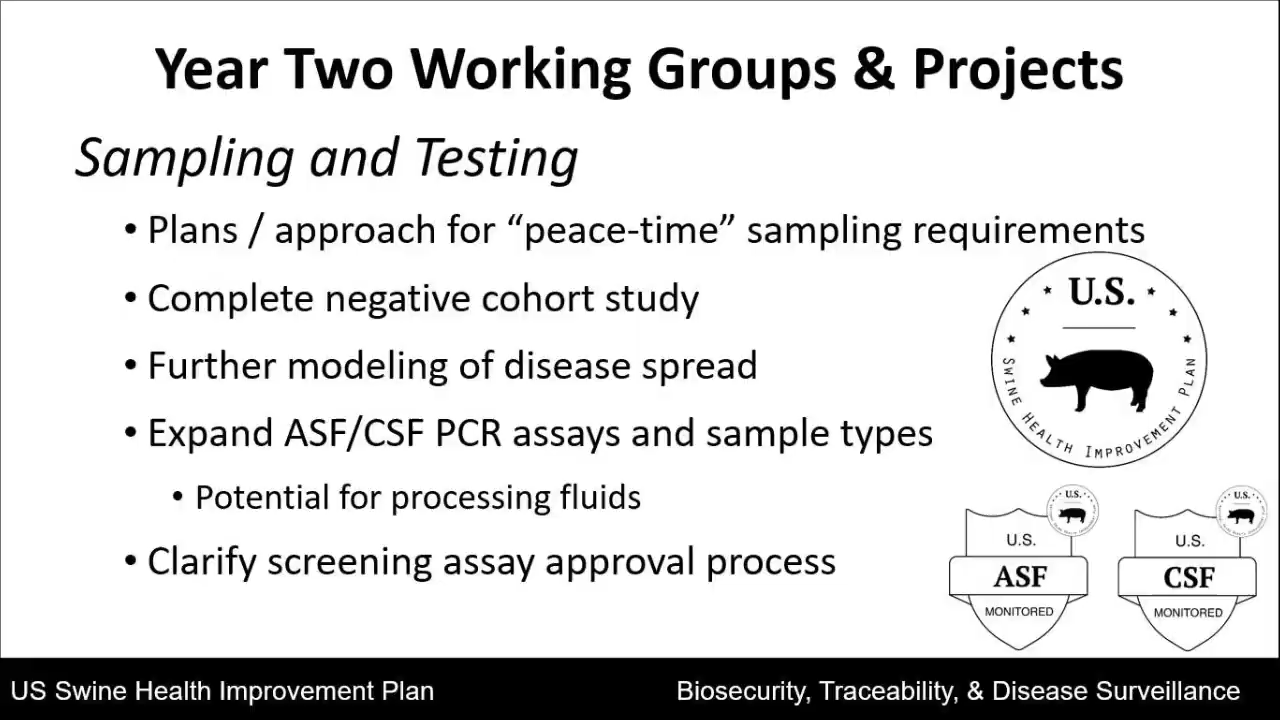 Year Two Working Groups & Projects
Sampling and Testing
• Plans / approach for “peace-time” sampling requirements
• Complete negative cohort study
• Further modeling of disease spread
• Expand ASF/CSF PCR assays and sample types
• Potential for processing fluids
• Clarify screening assay approval process
U.S.
SWINE HEALTH IMPROVEMENT PLAN
U.S.
U.S.
ASF
MONITORED
U.S.
U.S.
CSF
MONITORED
US Swine Health Improvement Plan
Biosecurity, Traceability, & Disease Surveillance